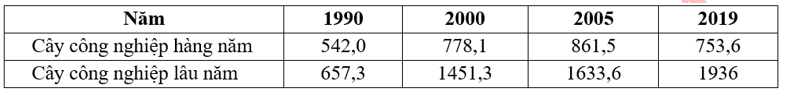 Năm 1990 2000 2005 2019
Cây công nghiệp hàng năm 542,0 778,1 861,5 753,6
Cây công nghiệp lâu năm 657,3 1451,3 1633,6 1936